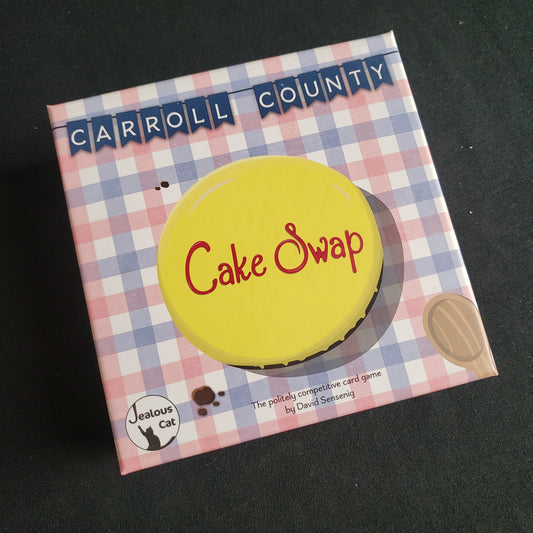 CARROLL COUNTY
Cake Swap
The politely competitive card game
by David Sensenig
Jealous
Cat